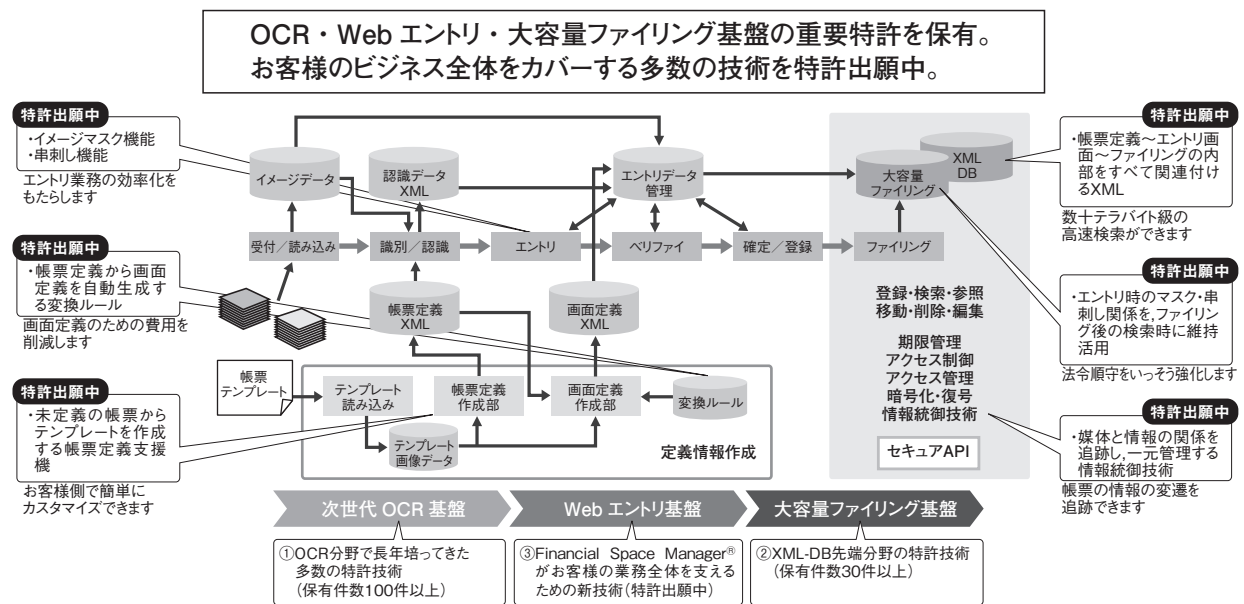 OCR・Webエントリ・大容量ファイリング基盤の重要特許を保有。
お客様のビジネス全体をカバーする多数の技術を特許出願中。
特許出願中
・イメージマスク機能
・串刺し機能
エントリ業務の効率化を
もたらします
特許出願中
・帳票定義から画面
定義を自動生成す
る変換ルール
画面定義のための費用を
削減します
特許出願中
・未定義の帳票から
テンプレートを作成
する帳票定義支援
機
お客様側で簡単に
カスタマイズできます
イメージデータ
認識データ
XML
エントリデータ
管理
大容量
ファイリング
XML
DB
受付／読み込み
識別／認識
エントリ
ベリファイ
確定／登録
ファイリング
帳票定義
XML
画面定義
XML
帳票
テンプレート
テンプレート
読み込み
帳票定義
作成部
画面定義
作成部
変換ルール
テンプレート
画像データ
定義情報作成
登録・検索・参照
移動・削除・編集
期限管理
アクセス制御
アクセス管理
暗号化・復号
情報統御技術
セキュアAPI
特許出願中
・帳票定義～エントリ画
面～ファイリングの内
部をすべて関連付け
るXML
数十テラバイト級の
高速検索ができます
特許出願中
・エントリ時のマスク・串
刺し関係を,ファイリン
グ後の検索時に維持
活用
法令順守をいっそう強化します
特許出願中
・媒体と情報の関係を
追跡し,一元管理する
情報統御技術
帳票の情報の変遷を
追跡できます
次世代 OCR 基盤
Web エントリ基盤
大容量ファイリング基盤
①OCR分野で長年培ってきた
多数の特許技術
（保有件数100件以上）
③Financial Space Manager®
がお客様の業務全体を支える
ための新技術（特許出願中）
②XML-DB先端分野の特許技術
（保有件数30件以上）